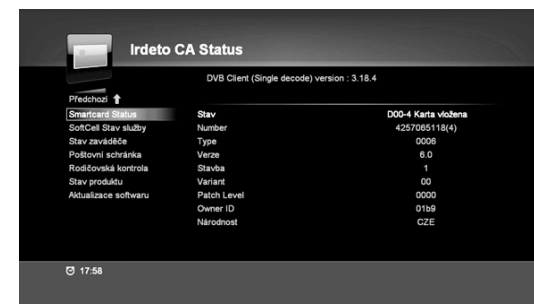 Irdeto CA Status
DVB Client (Single decode) version : 3.18.4
Předchozí
Smartcard Status Stav D00-4 Karta vložena
SoftCell Stav služby Number 4257065118(4)
Stav zaváděče Type 0006
Poštovní schránka Verze 6.0
Rodičovská kontrola Stavba 1
Stav produktu Variant 00
Aktualizace softwaru Patch Level 0000
Owner ID 01b9
Národnost CZE
17:58